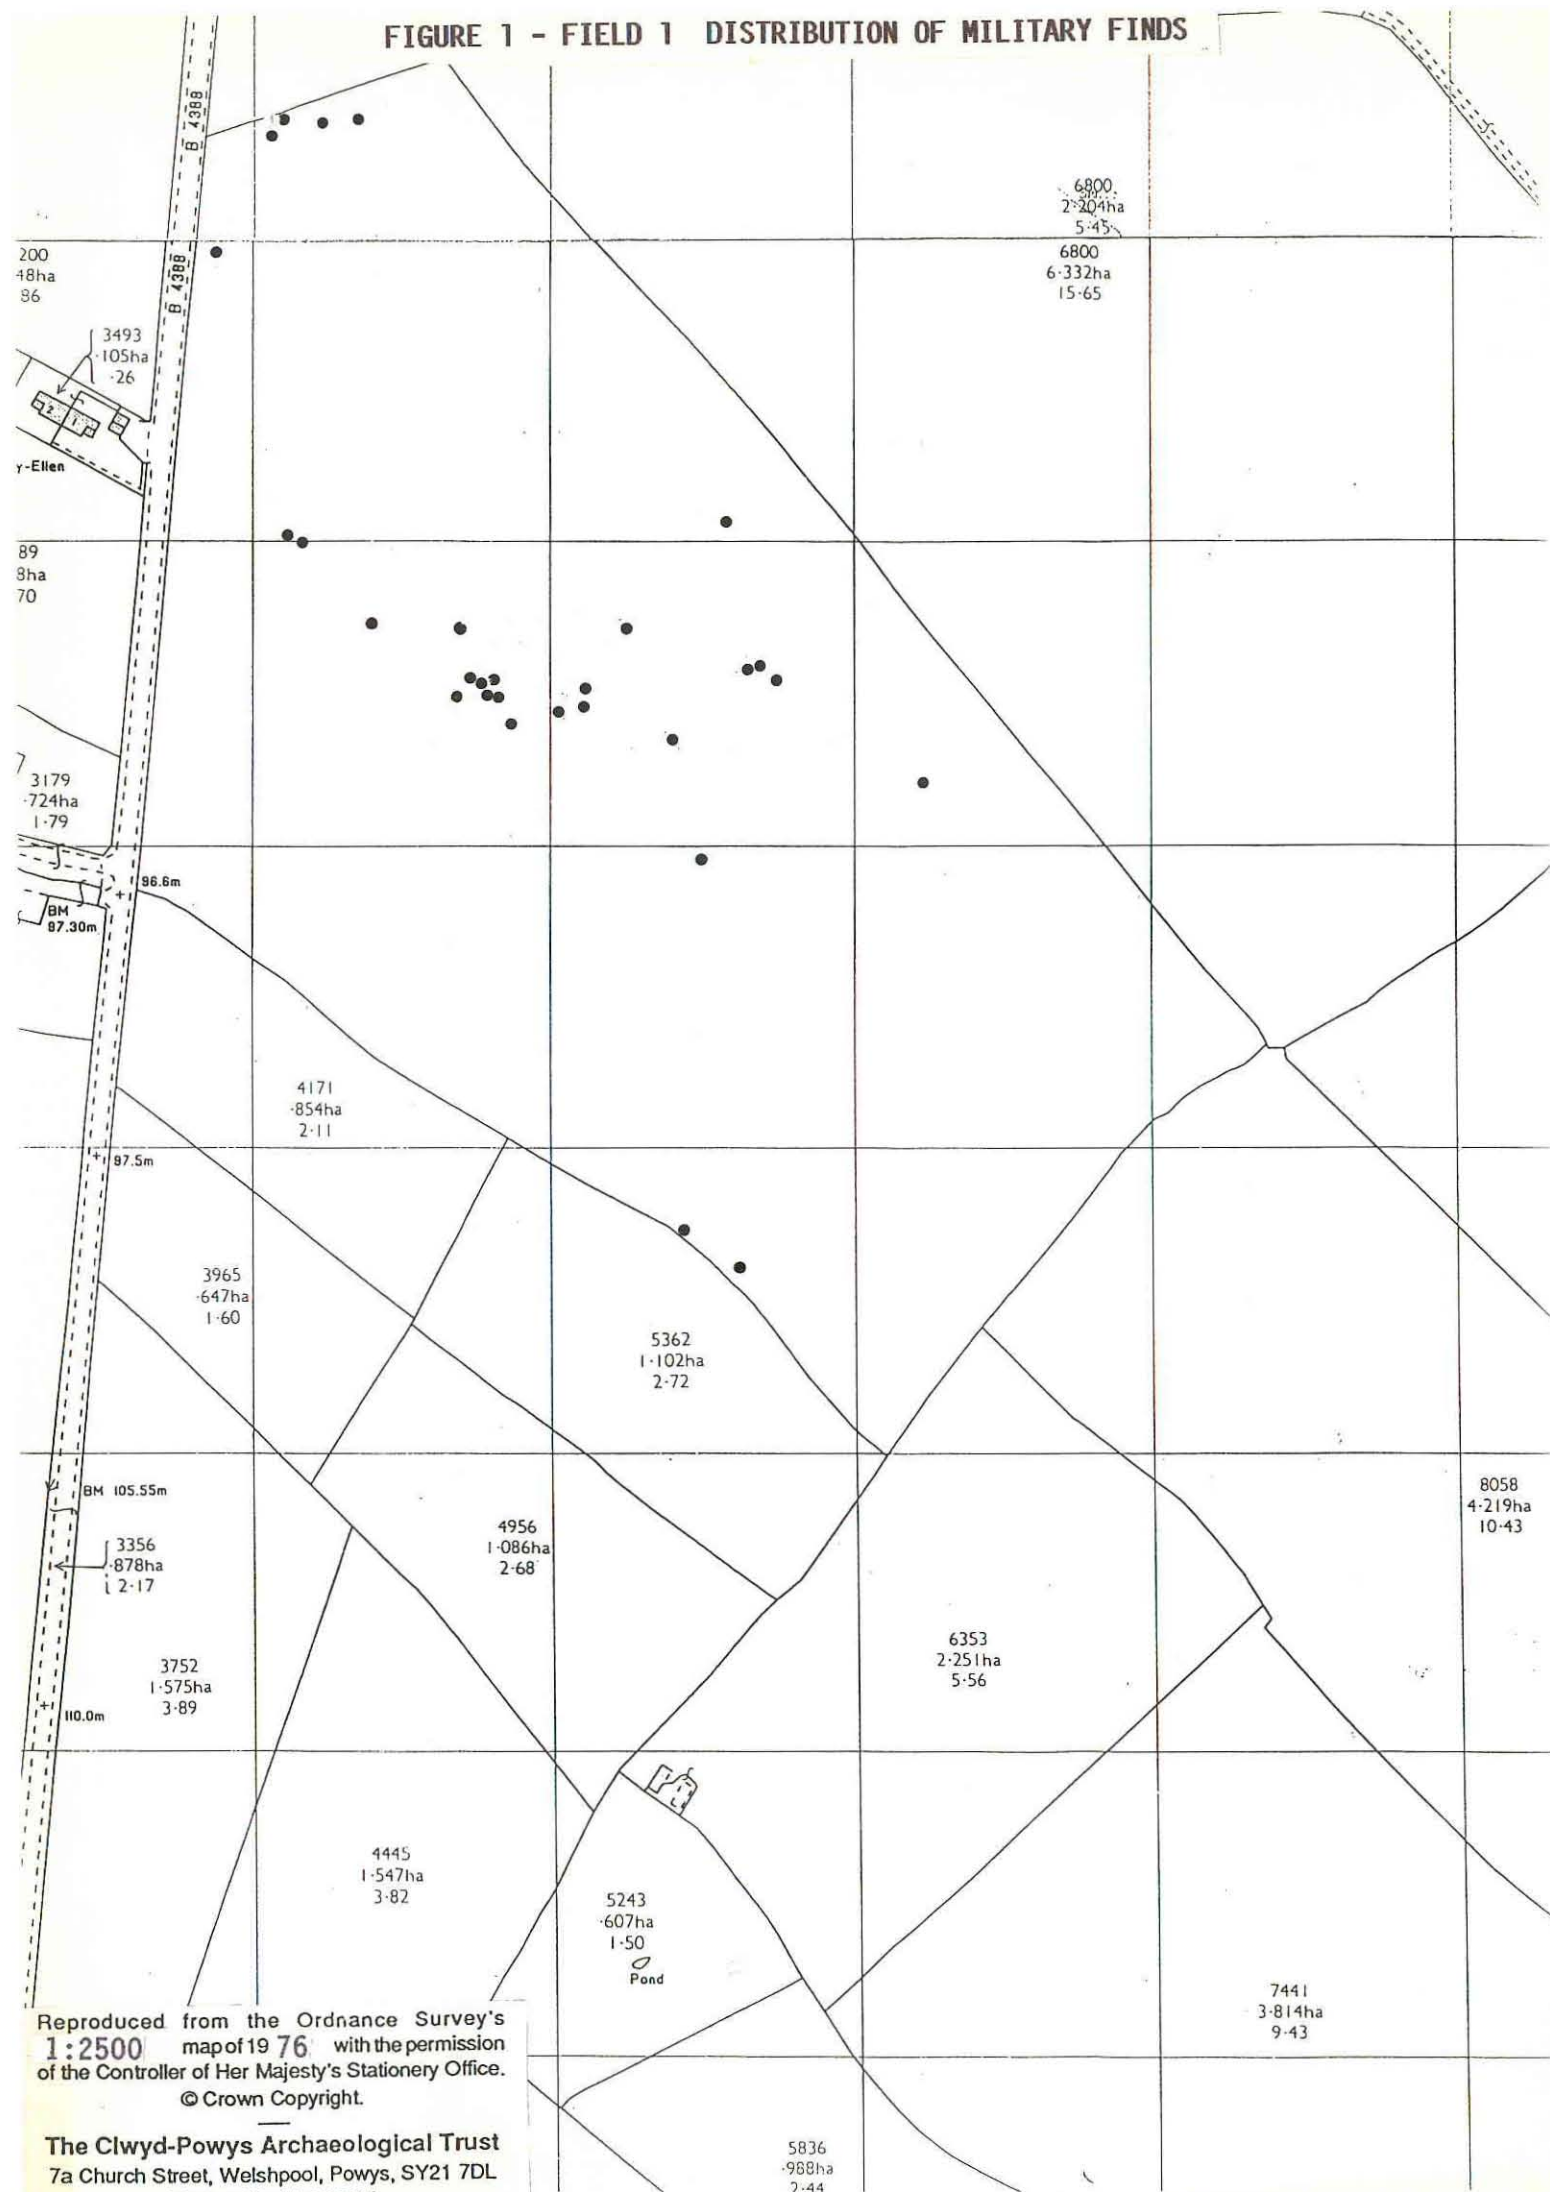 FIGURE 1 - FIELD 1 DISTRIBUTION OF MILITARY FINDS
B 4388
6800
2·204ha
5·45
200
48ha
86
B 4388
6800
6·332ha
15·65
3493
·105ha
·26
2
1
y-Ellen
89
8ha
70
3179
·724ha
1·79
96.6m
BM
97.30m
4171
·854ha
2·11
97.5m
3965
·647ha
1·60
5362
1·102ha
2·72
BM 105.55m
8058
4·219ha
10·43
4956
1·086ha
2·68
3356
·878ha
2·17
6353
2·251ha
5·56
3752
1·575ha
3·89
110.0m
4445
1·547ha
3·82
5243
·607ha
1·50
Pond
7441
3·814ha
9·43
Reproduced from the Ordnance Survey's
1:2500 map of 1976 with the permission
of the Controller of Her Majesty's Stationery Office.
© Crown Copyright.
The Clwyd-Powys Archaeological Trust
7a Church Street, Welshpool, Powys, SY21 7DL
5836
·988ha
2·44